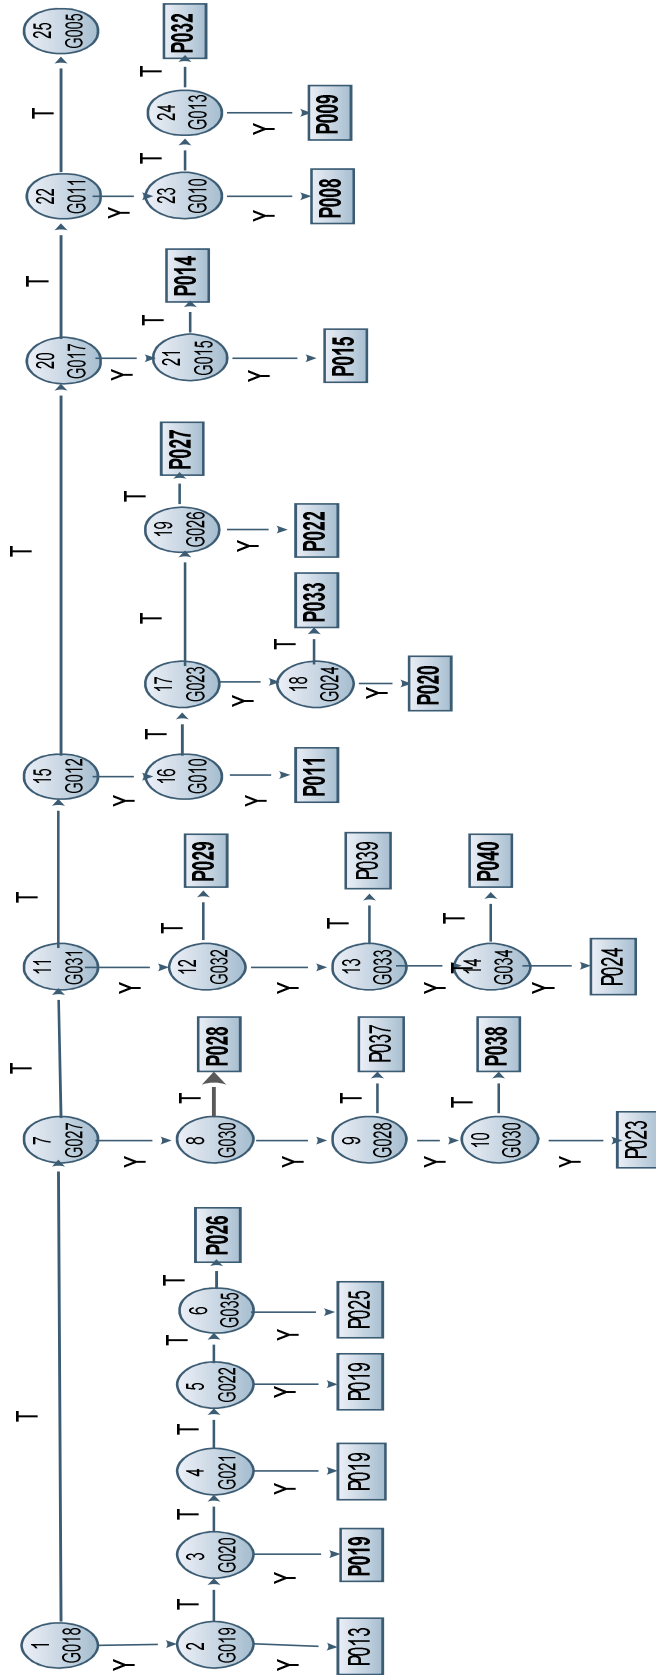 1
G018
T
7
G027
T
11
G031
T
15
G012
T
20
G017
T
22
G011
T
25
G005
Y
2
G019
T
3
G020
T
4
G021
T
5
G022
T
6
G035
T
P026
Y
P013
Y
P019
Y
P019
Y
P019
Y
P025
Y
8
G030
T
P028
Y
9
G028
T
P037
Y
10
G030
T
P038
Y
P023
Y
12
G032
T
P029
Y
13
G033
T
P039
Y
T
14
G034
T
P040
Y
P024
Y
16
G010
T
17
G023
T
19
G026
T
P027
Y
P011
Y
18
G024
T
P033
Y
P020
Y
P022
Y
21
G015
T
P014
Y
P015
Y
23
G010
T
24
G013
T
P032
Y
P008
Y
P009